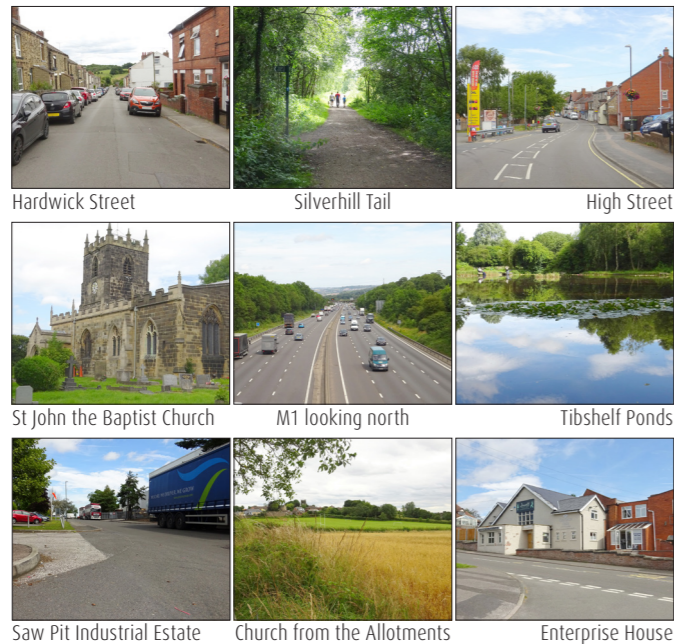 Hardwick Street
Silverhill Tail
High Street
St John the Baptist Church
M1 looking north
Tibshelf Ponds
Saw Pit Industrial Estate
Church from the Allotments
Enterprise House